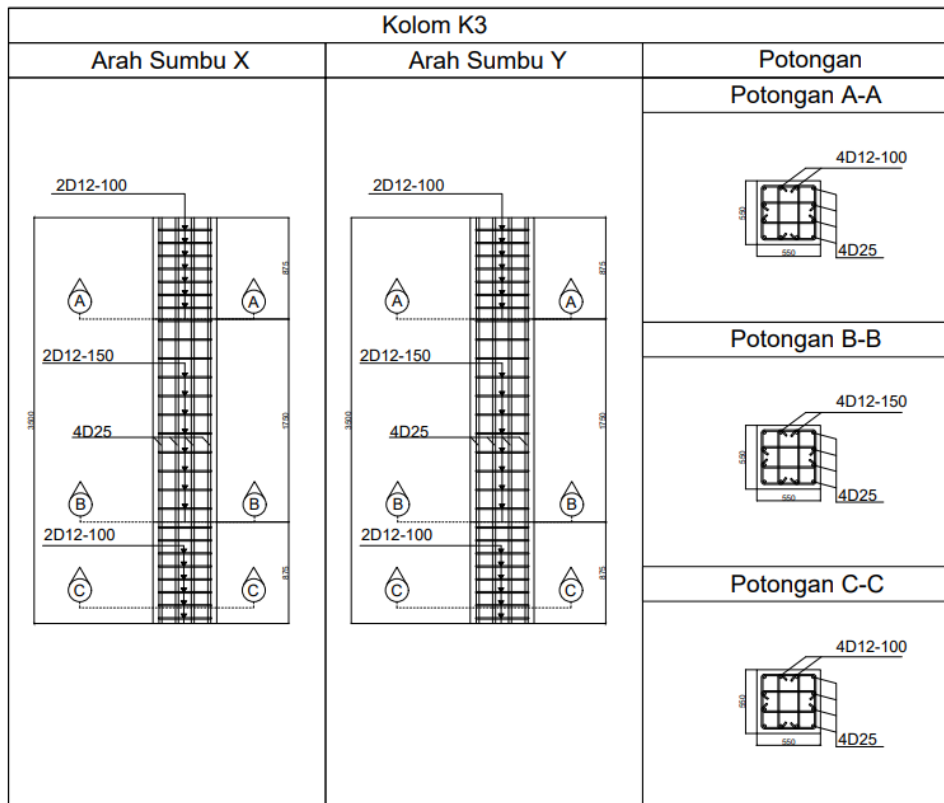 Kolom K3
Arah Sumbu X
Arah Sumbu Y
Potongan
Potongan A-A
2D12-100
875
A
A
2D12-150
3500
1750
4D25
B
B
2D12-100
875
C
C
2D12-100
875
A
A
2D12-150
3500
1750
4D25
B
B
2D12-100
875
C
C
4D12-100
550
550
4D25
Potongan B-B
4D12-150
550
550
4D25
Potongan C-C
4D12-100
550
550
4D25